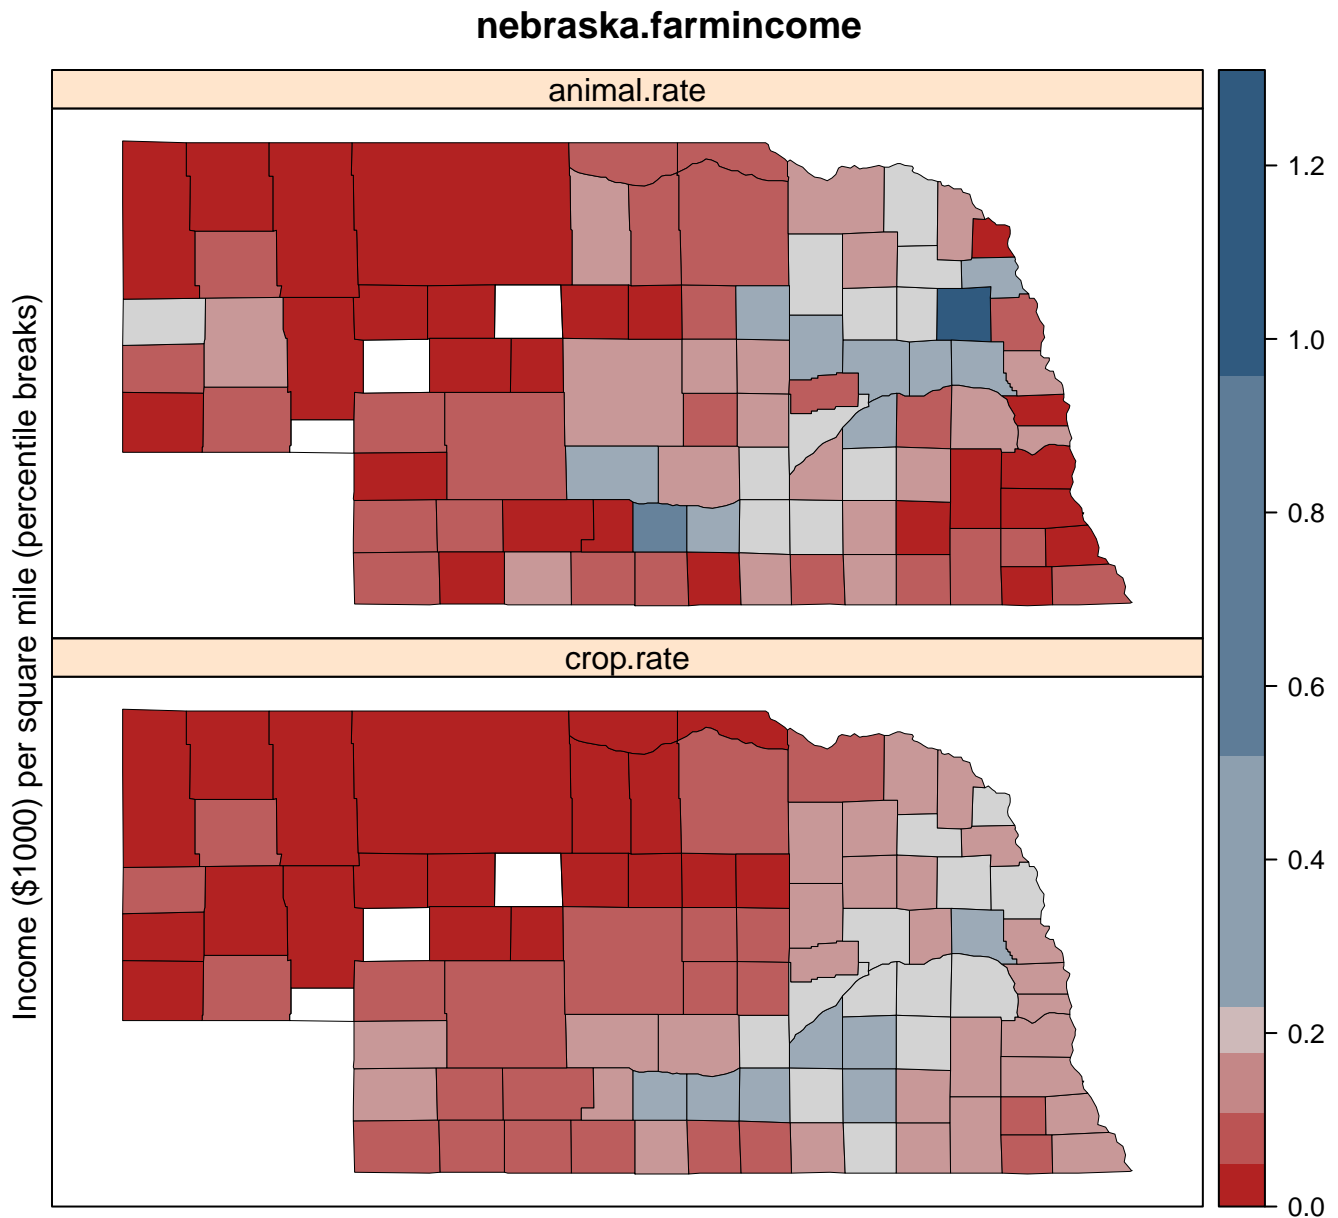 nebraska.farmincome
animal.rate
crop.rate
Income ($1000) per square mile (percentile breaks)
1.2
1.0
0.8
0.6
0.4
0.2
0.0